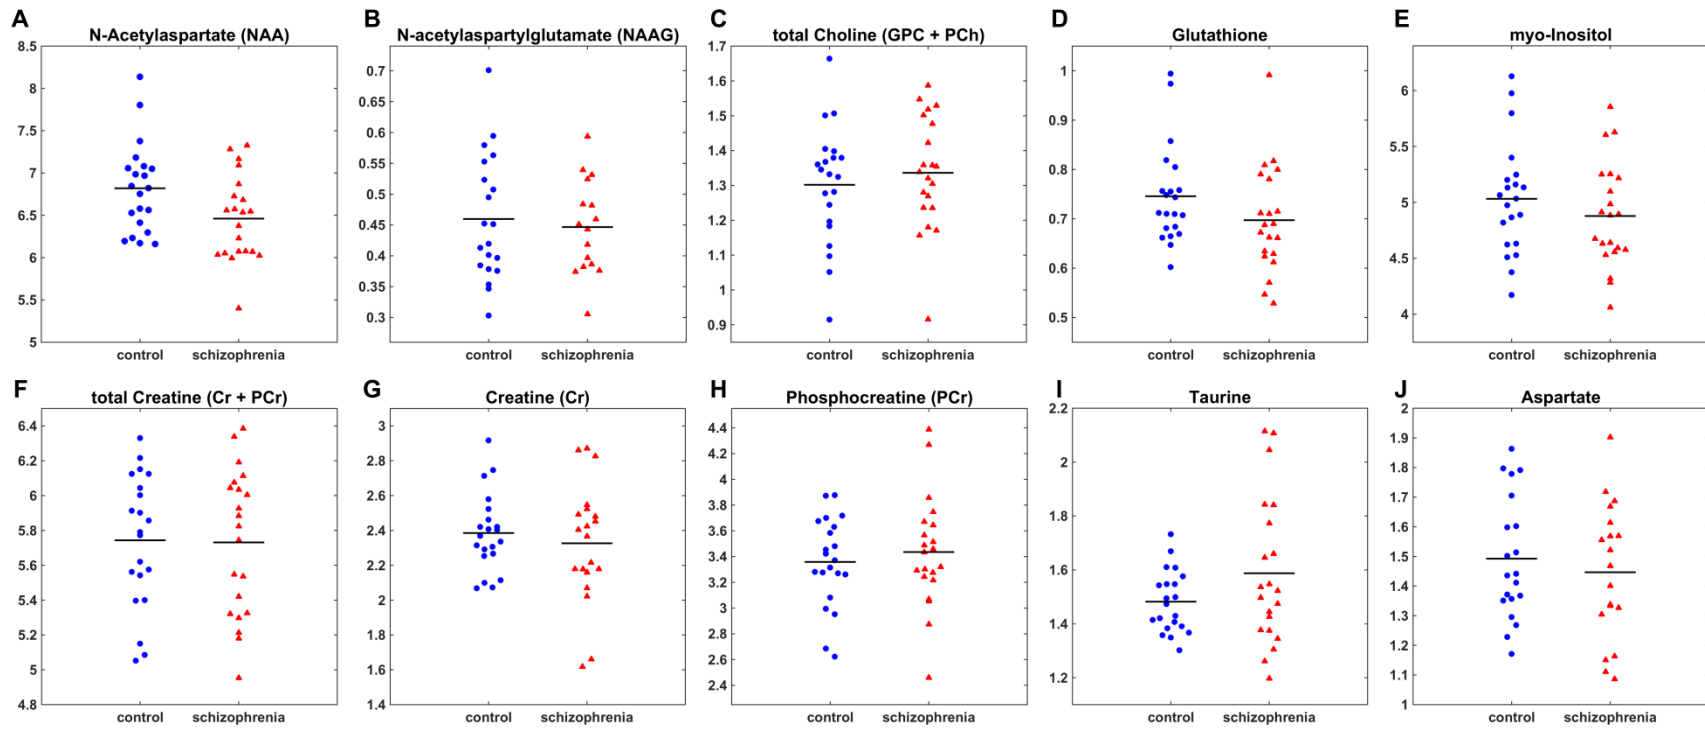 A
N-Acetylaspartate (NAA)
8.5
8
7.5
7
6.5
6
5.5
5
control
schizophrenia
B
N-acetylaspartylglutamate (NAAG)
0.7
0.65
0.6
0.55
0.5
0.45
0.4
0.35
0.3
control
schizophrenia
C
total Choline (GPC + PCh)
1.7
1.6
1.5
1.4
1.3
1.2
1.1
1
0.9
control
schizophrenia
D
Glutathione
1
0.9
0.8
0.7
0.6
0.5
control
schizophrenia
E
myo-Inositol
6
5.5
5
4.5
4
control
schizophrenia
F
total Creatine (Cr + PCr)
6.4
6.2
6
5.8
5.6
5.4
5.2
5
4.8
control
schizophrenia
G
Creatine (Cr)
3
2.8
2.6
2.4
2.2
2
1.8
1.6
1.4
control
schizophrenia
H
Phosphocreatine (PCr)
4.4
4.2
4
3.8
3.6
3.4
3.2
3
2.8
2.6
2.4
control
schizophrenia
I
Taurine
2.2
2
1.8
1.6
1.4
1.2
control
schizophrenia
J
Aspartate
2
1.9
1.8
1.7
1.6
1.5
1.4
1.3
1.2
1.1
1
control
schizophrenia